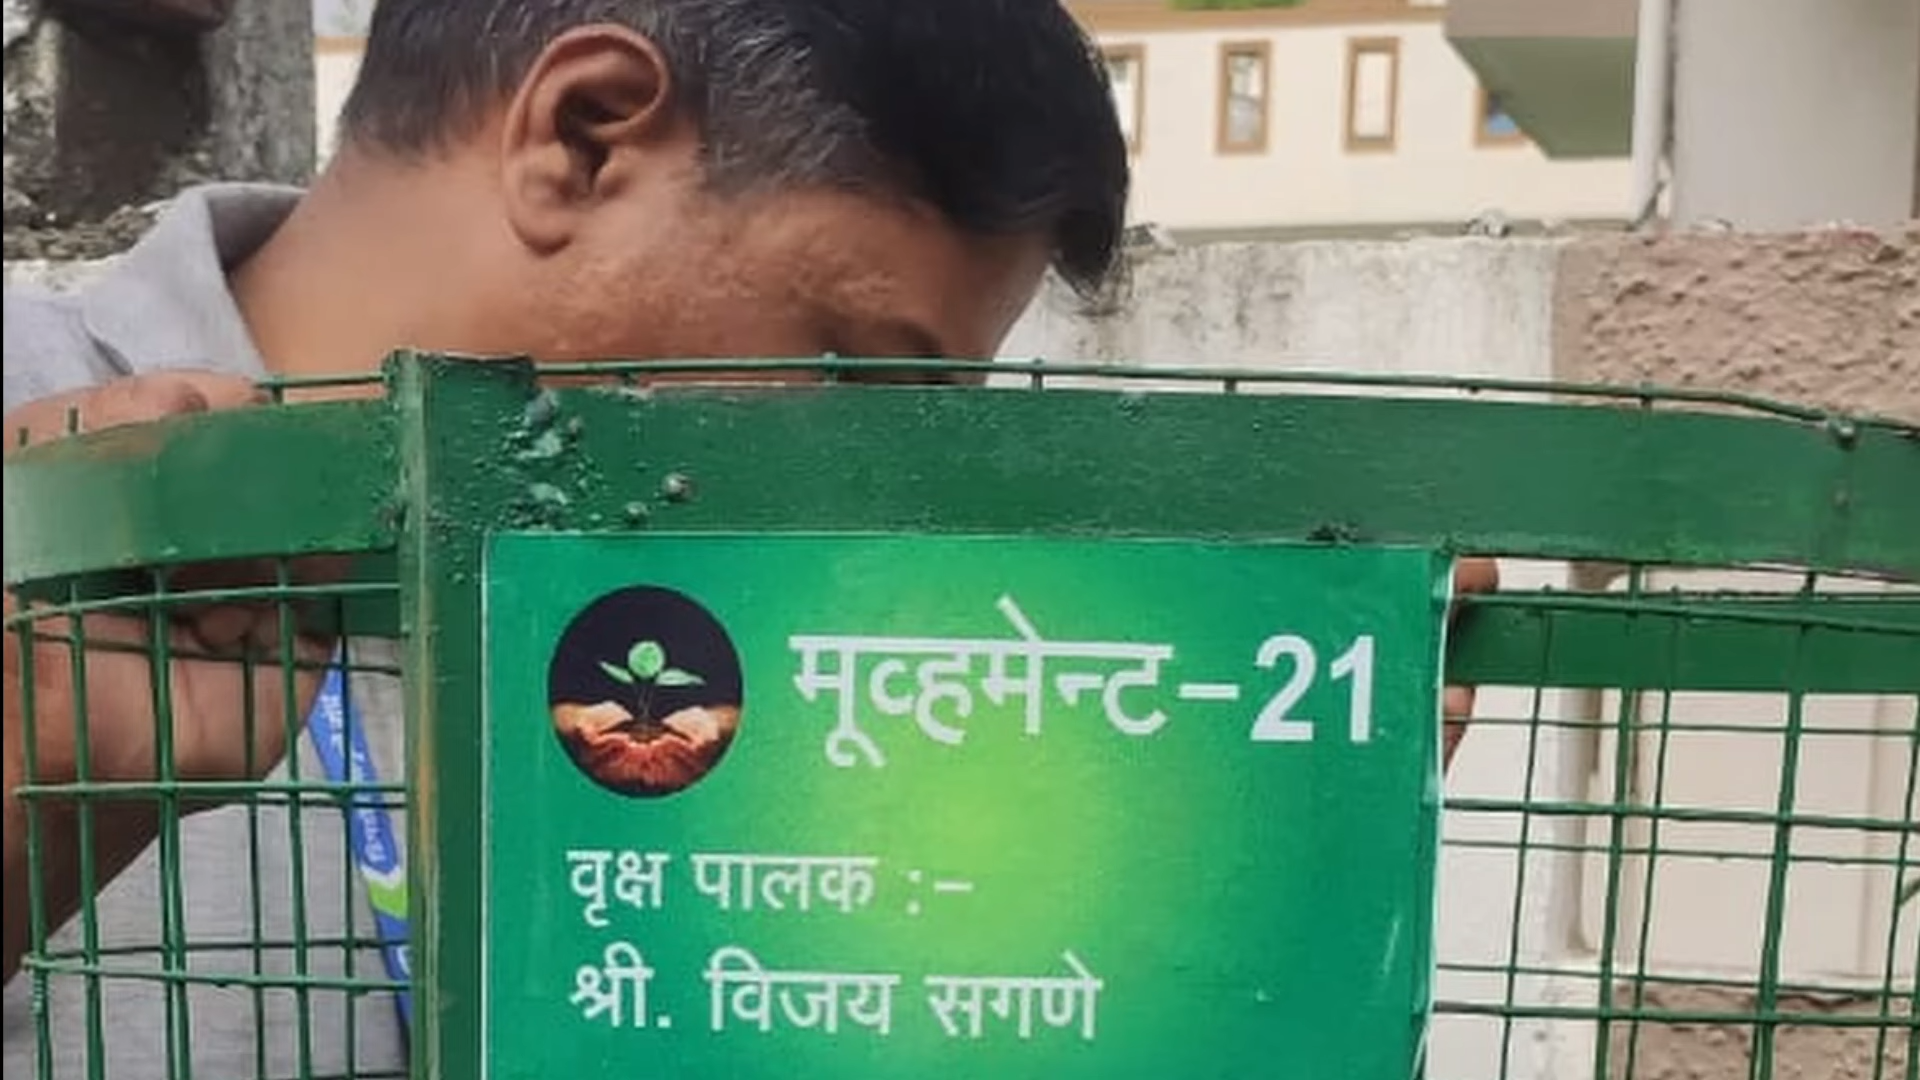 मूव्हमेन्ट-21
वृक्ष पालक :-
श्री. विजय सगणे